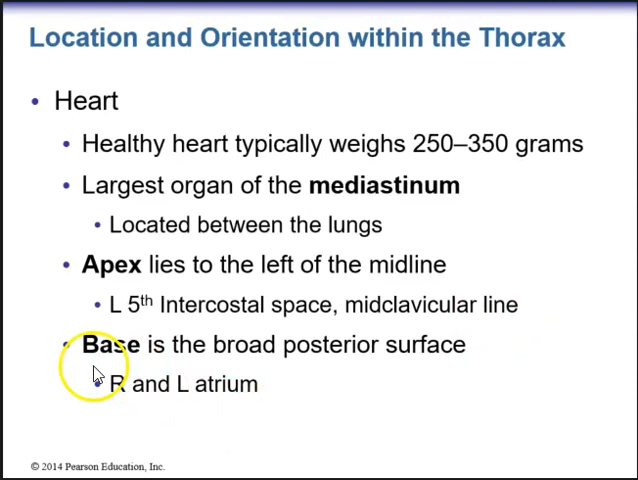 Location and Orientation within the Thorax
• Heart
• Healthy heart typically weighs 250–350 grams
• Largest organ of the mediastinum
• Located between the lungs
• Apex lies to the left of the midline
• L 5th Intercostal space, midclavicular line
• Base is the broad posterior surface
• R and L atrium
© 2014 Pearson Education, Inc.